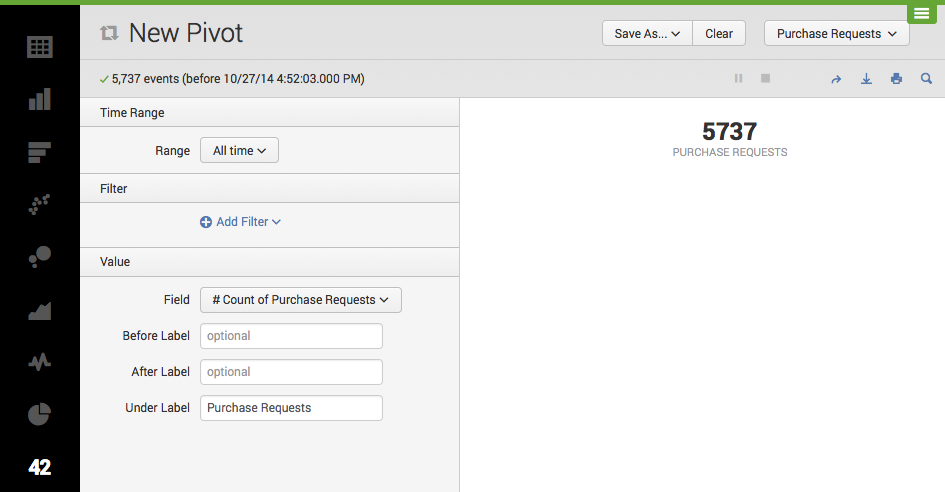 New Pivot
Save As...
Clear
Purchase Requests
5,737 events (before 10/27/14 4:52:03.000 PM)
Time Range
Range
All time
Filter
Add Filter
Value
Field
# Count of Purchase Requests
Before Label
optional
After Label
optional
Under Label
Purchase Requests
42
5737
PURCHASE REQUESTS